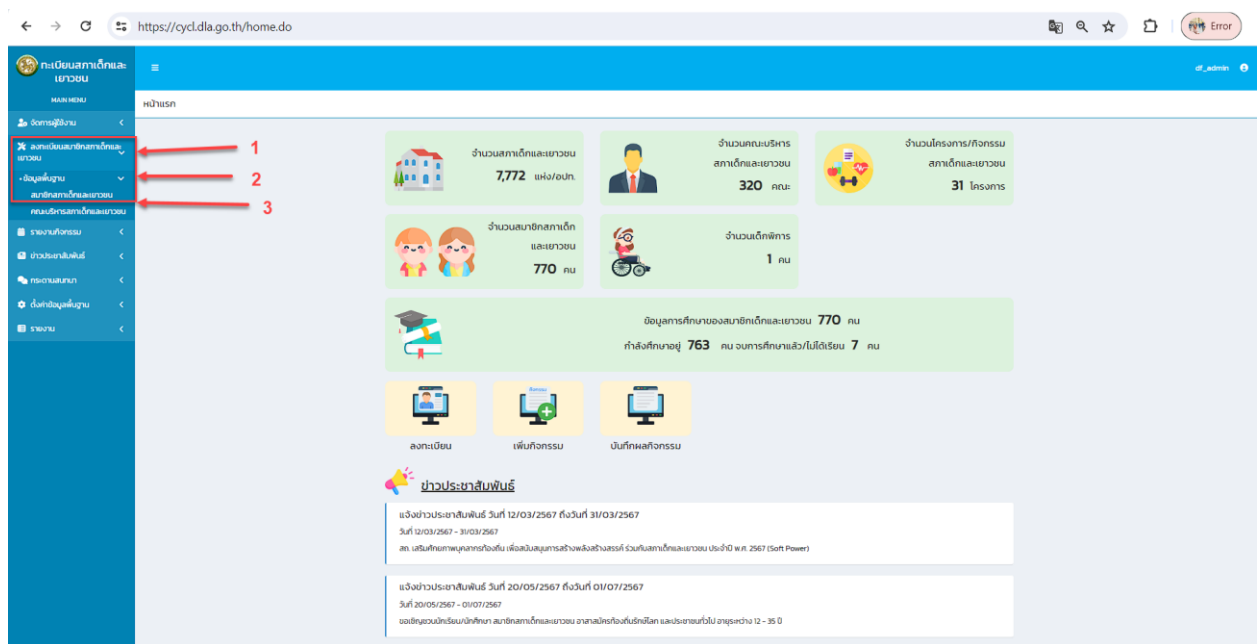 https://cycl.dla.go.th/home.do
Error
ทะเบียนสภาเด็กและ
เยาวชน
df_admin
MAIN MENU
หน้าแรก
จัดการผู้ใช้งาน
ลงทะเบียนสมาชิกสภาเด็กและ
เยาวชน
1
ข้อมูลพื้นฐาน
2
สมาชิกสภาเด็กและเยาวชน
คณะบริหารสภาเด็กและเยาวชน
3
รายงานกิจกรรม
ข่าวประชาสัมพันธ์
กระดานสนทนา
ตั้งค่าข้อมูลพื้นฐาน
รายงาน
จำนวนสภาเด็กและเยาวชน
7,772 แห่ง/อปท.
จำนวนคณะบริหาร
สภาเด็กและเยาวชน
320 คณะ
จำนวนโครงการ/กิจกรรม
สภาเด็กและเยาวชน
31 โครงการ
จำนวนสมาชิกสภาเด็ก
และเยาวชน
770 คน
จำนวนเด็กพิการ
1 คน
ข้อมูลการศึกษาของสมาชิกเด็กและเยาวชน 770 คน
กำลังศึกษาอยู่ 763 คน จบการศึกษาแล้ว/ไม่ได้เรียน 7 คน
ลงทะเบียน
เพิ่มกิจกรรม
บันทึกผลกิจกรรม
ข่าวประชาสัมพันธ์
แจ้งข่าวประชาสัมพันธ์ วันที่ 12/03/2567 ถึงวันที่ 31/03/2567
วันที่ 12/03/2567 - 31/03/2567
สถ. เสริมศักยภาพบุคลากรท้องถิ่น เพื่อสนับสนุนการสร้างพลังสร้างสรรค์ ร่วมกับสภาเด็กและเยาวชน ประจำปี พ.ศ. 2567 (Soft Power)
แจ้งข่าวประชาสัมพันธ์ วันที่ 20/05/2567 ถึงวันที่ 01/07/2567
วันที่ 20/05/2567 - 01/07/2567
ขอเชิญชวนนักเรียน/นักศึกษา สมาชิกสภาเด็กและเยาวชน อาสาสมัครท้องถิ่นรักษ์โลก และประชาชนทั่วไป อายุระหว่าง 12 - 35 ปี